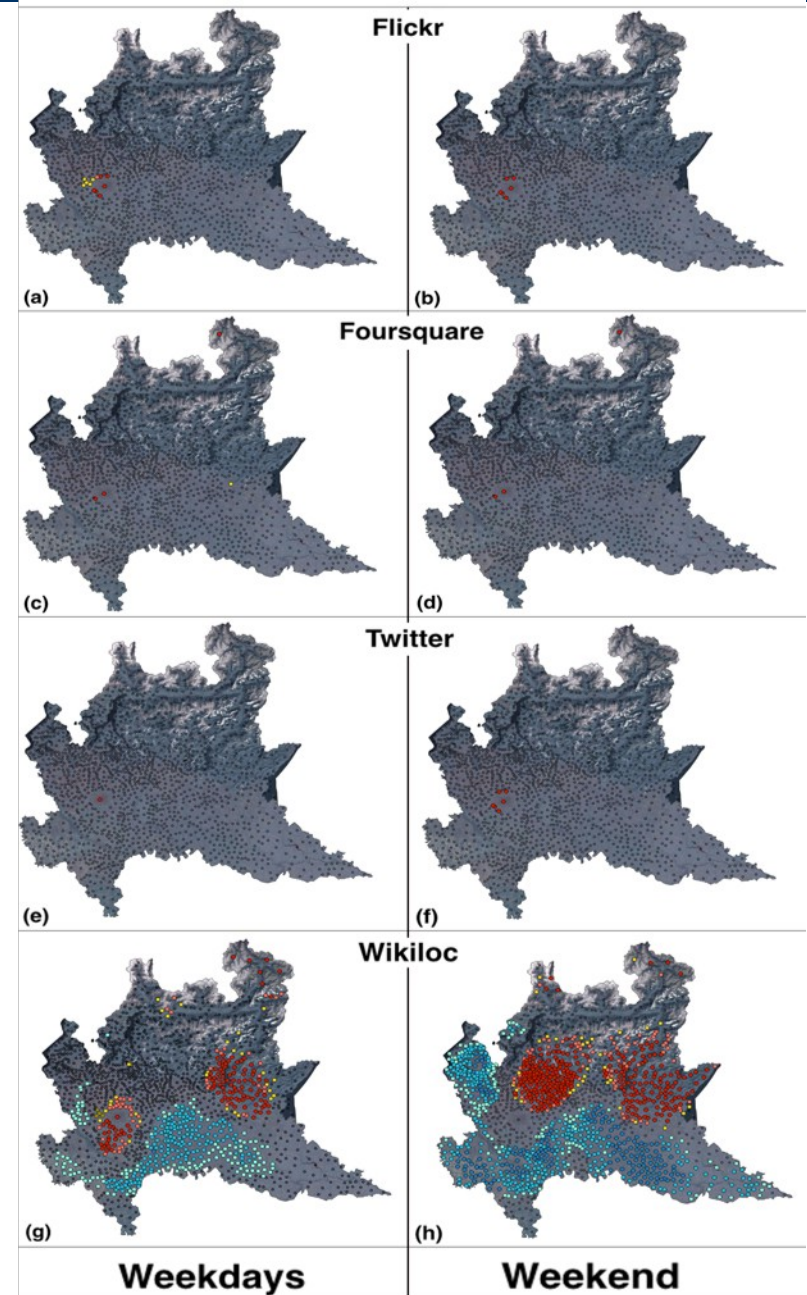 Flickr
(a)
(b)
Foursquare
(c)
(d)
Twitter
(e)
(f)
Wikiloc
(g)
(h)
Weekdays
Weekend